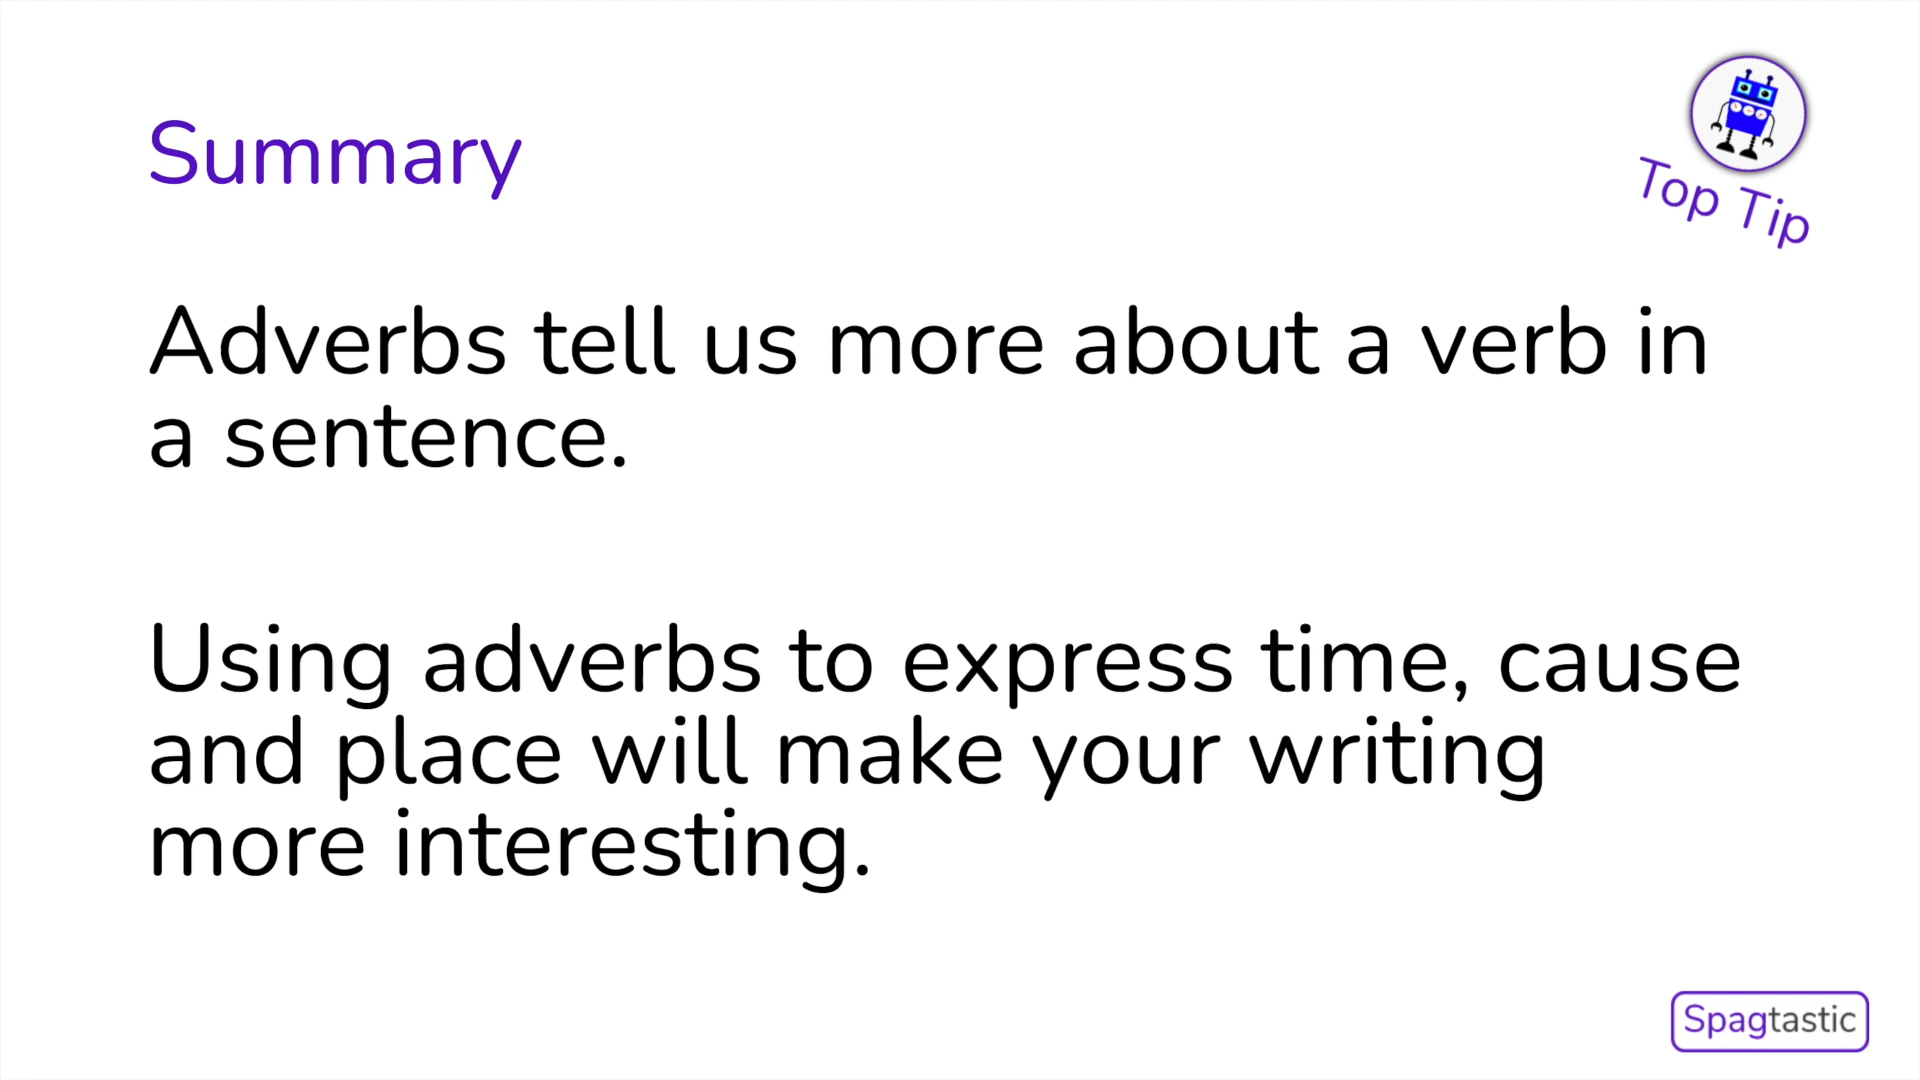 Summary
Top Tip
Adverbs tell us more about a verb in
a sentence.
Using adverbs to express time, cause
and place will make your writing
more interesting.
Spagtastic